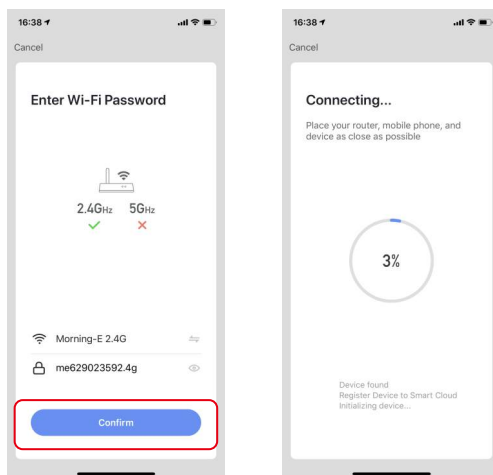 16:38
Cancel
Enter Wi-Fi Password
2.4GHz 5GHz
Morning-E 2.4G
me629023592.4g
Confirm
16:38
Cancel
Connecting...
Place your router, mobile phone, and
device as close as possible
3%
Device found
Register Device to Smart Cloud
Initializing device...